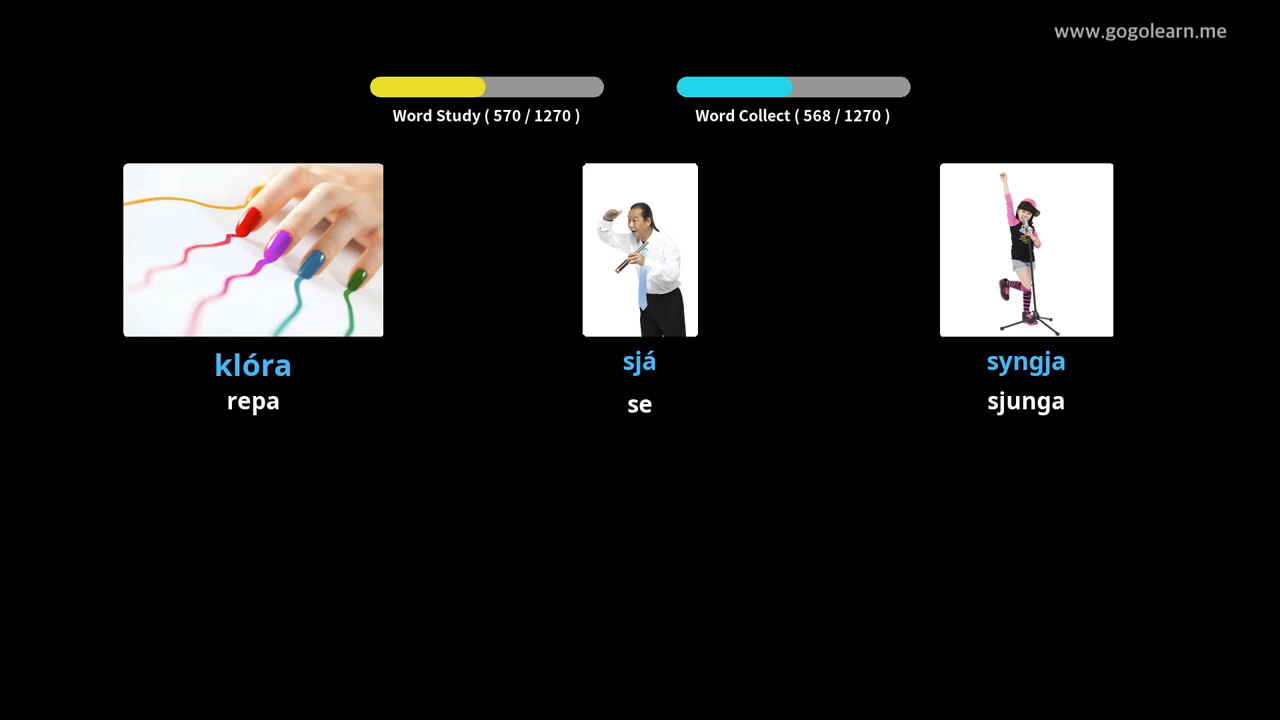 www.gogolearn.me
Word Study ( 570 / 1270 )
Word Collect ( 568 / 1270 )
klóra
repa
sjá
se
syngja
sjunga